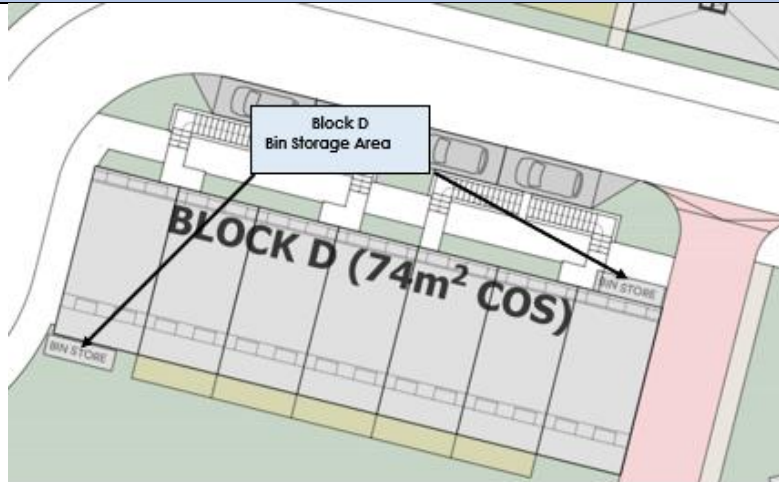 Block D
Bin Storage Area
BLOCK D (74m² COS)
BIN STORE
BIN STORE